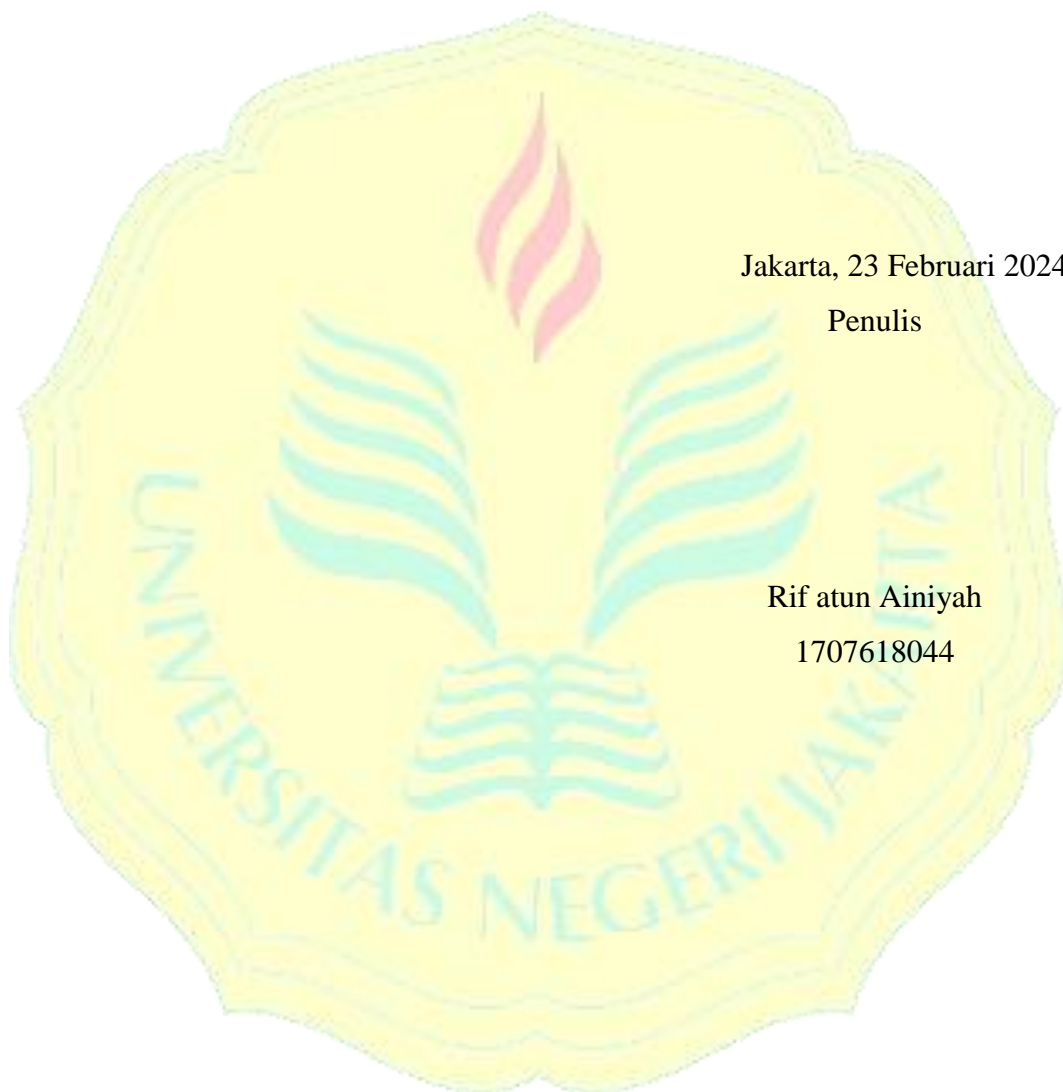 Jakarta, 23 Februari 2024
Penulis
Rif atun Ainiyah
1707618044
UNIVERSITAS NEGERI JAKARTA